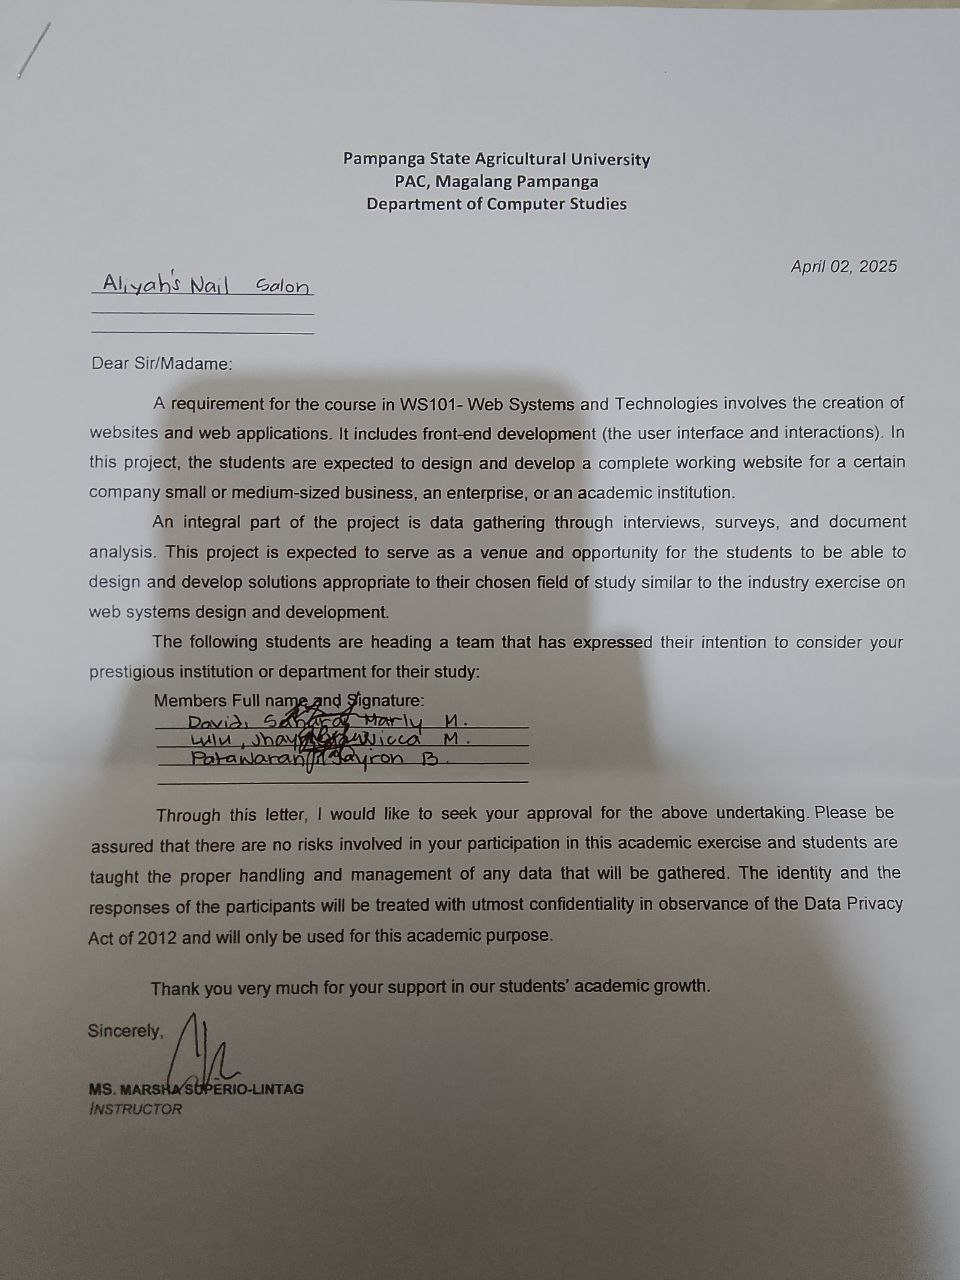 Pampanga State Agricultural University
PAC, Magalang Pampanga
Department of Computer Studies
April 02, 2025
Aliyah's Nail Salon
Dear Sir/Madame:
A requirement for the course in WS101- Web Systems and Technologies involves the creation of
websites and web applications. It includes front-end development (the user interface and interactions). In
this project, the students are expected to design and develop a complete working website for a certain
company small or medium-sized business, an enterprise, or an academic institution.
An integral part of the project is data gathering through interviews, surveys, and document
analysis. This project is expected to serve as a venue and opportunity for the students to be able to
design and develop solutions appropriate to their chosen field of study similar to the industry exercise on
web systems design and development.
The following students are heading a team that has expressed their intention to consider your
prestigious institution or department for their study:
Members Full name and Signature:
David, Marly M.
Lulu, M.
Patawaran, Jayron B.
Through this letter, I would like to seek your approval for the above undertaking. Please be
assured that there are no risks involved in your participation in this academic exercise and students are
taught the proper handling and management of any data that will be gathered. The identity and the
responses of the participants will be treated with utmost confidentiality in observance of the Data Privacy
Act of 2012 and will only be used for this academic purpose.
Thank you very much for your support in our students' academic growth.
Sincerely,
MS. MARSHA SUPERIO-LINTAG
INSTRUCTOR